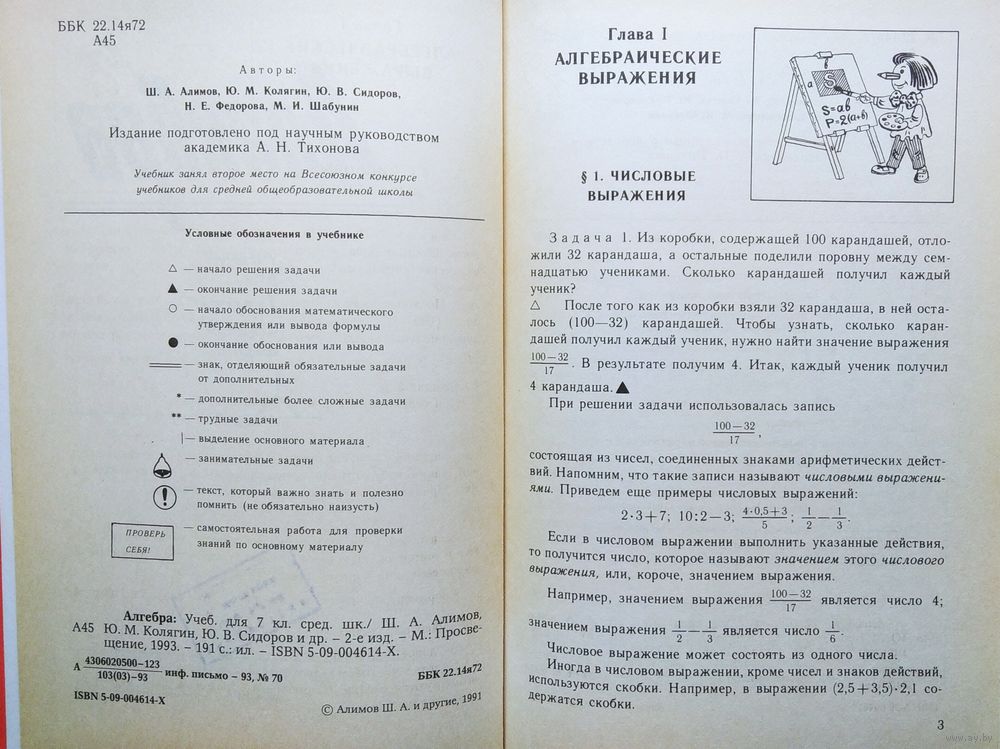 ББК 22.14я72
А45
Авторы:
Ш. А. Алимов, Ю. М. Колягин, Ю. В. Сидоров,
Н. Е. Федорова, М. И. Шабунин
Издание подготовлено под научным руководством
академика А. Н. Тихонова
Учебник занял второе место на Всесоюзном конкурсе
учебников для средней общеобразовательной школы
Условные обозначения в учебнике
△ — начало решения задачи
▲ — окончание решения задачи
○ — начало обоснования математического
утверждения или вывода формулы
● — окончание обоснования или вывода
═ — знак, отделяющий обязательные задачи
от дополнительных
* — дополнительные более сложные задачи
** — трудные задачи
| — выделение основного материала
— занимательные задачи
! — текст, который важно знать и полезно
помнить (не обязательно наизусть)
ПРОВЕРЬ — самостоятельная работа для проверки
СЕБЯ! знаний по основному материалу
Алгебра: Учеб. для 7 кл. сред. шк./ Ш. А. Алимов,
А45 Ю. М. Колягин, Ю. В. Сидоров и др. – 2-е изд. – М.: Просве-
щение, 1993. – 191 с.: ил. – ISBN 5-09-004614-X.
А 4306020500–123/103(03)–93 инф. письмо – 93, № 70
ББК 22.14я72
ISBN 5-09-004614-X
© Алимов Ш. А. и другие, 1991
Глава I
АЛГЕБРАИЧЕСКИЕ
ВЫРАЖЕНИЯ
b
a
S
S=ab
P=2(a+b)
§ 1. ЧИСЛОВЫЕ
ВЫРАЖЕНИЯ
Задача 1. Из коробки, содержащей 100 карандашей, отло-
жили 32 карандаша, а остальные поделили поровну между сем-
надцатью учениками. Сколько карандашей получил каждый
ученик?
△ После того как из коробки взяли 32 карандаша, в ней оста-
лось (100—32) карандашей. Чтобы узнать, сколько каран-
дашей получил каждый ученик, нужно найти значение выражения
(100—32)/17. В результате получим 4. Итак, каждый ученик получил
4 карандаша. ▲
При решении задачи использовалась запись
(100—32)/17,
состоящая из чисел, соединенных знаками арифметических дейст-
вий. Напомним, что такие записи называют числовыми выражени-
ями. Приведем еще примеры числовых выражений:
2·3+7; 10:2—3; (4·0,5+3)/5; 1/2—1/3.
Если в числовом выражении выполнить указанные действия,
то получится число, которое называют значением этого числового
выражения, или, короче, значением выражения.
Например, значением выражения (100—32)/17 является число 4;
значением выражения 1/2—1/3 является число 1/6.
Числовое выражение может состоять из одного числа.
Иногда в числовом выражении, кроме чисел и знаков действий,
используются скобки. Например, в выражении (2,5+3,5)·2,1 со-
держатся скобки.
3
www.ay.by